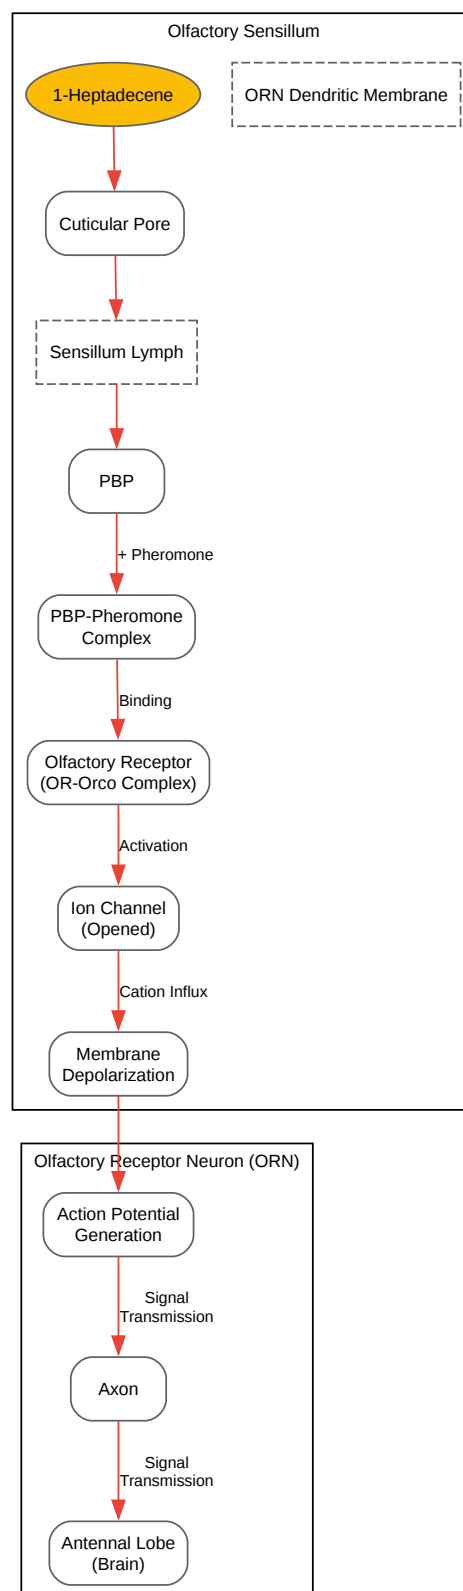 Olfactory Sensillum
1-Heptadecene
ORN Dendritic Membrane
Cuticular Pore
Sensillum Lymph
PBP
+ Pheromone
PBP-Pheromone
Complex
Binding
Olfactory Receptor
(OR-Orco Complex)
Activation
Ion Channel
(Opened)
Cation Influx
Membrane
Depolarization
Olfactory Receptor Neuron (ORN)
Action Potential
Generation
Signal
Transmission
Axon
Signal
Transmission
Antennal Lobe
(Brain)